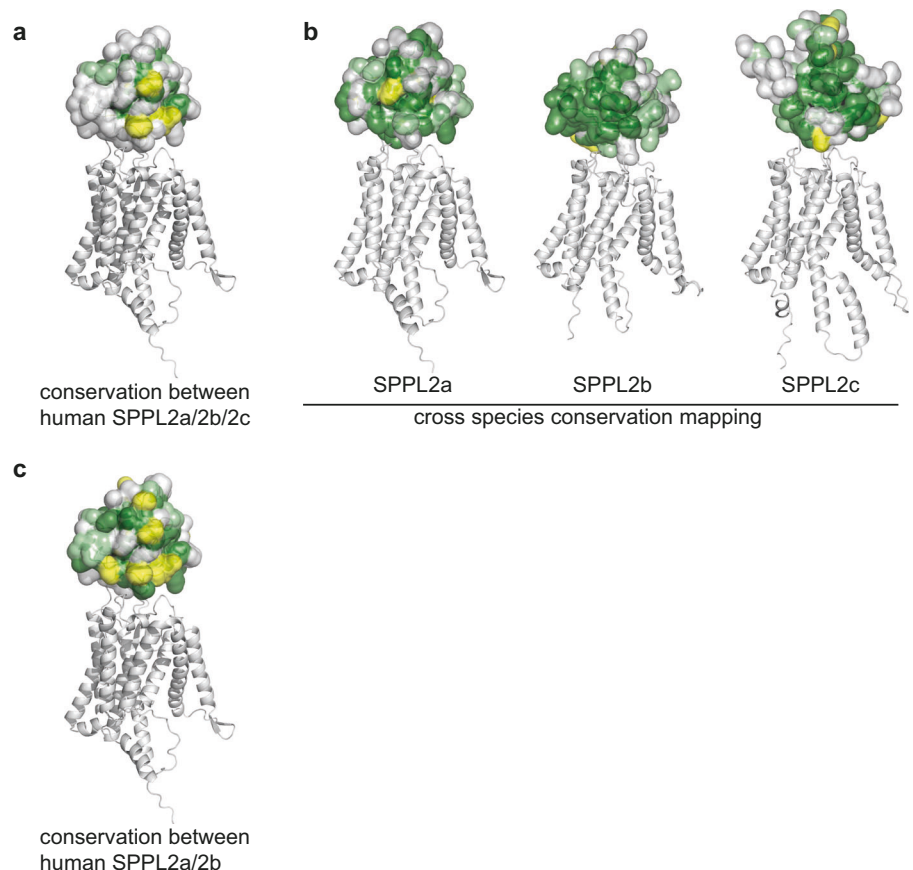 a
b
conservation between
human SPPL2a/2b/2c
SPPL2a
SPPL2b
SPPL2c
cross species conservation mapping
c
conservation between
human SPPL2a/2b